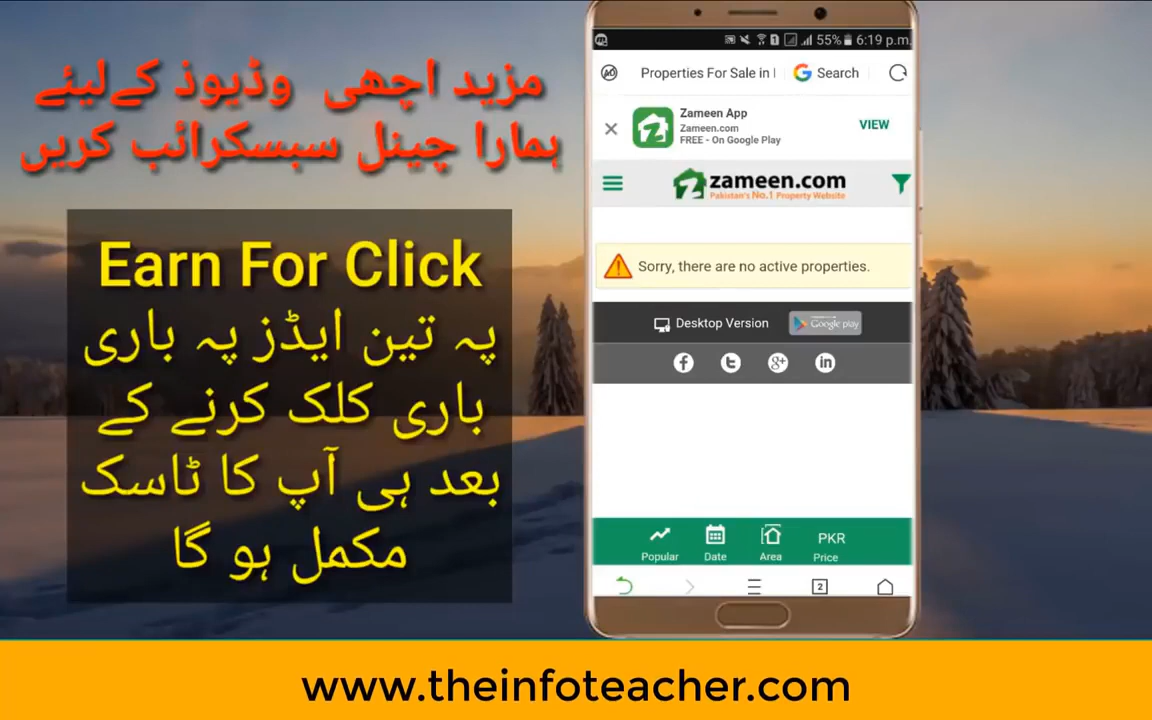 مزید اچھی وڈیوذ کےلیئے
ہمارا چینل سبسکرائب کریں
Earn For Click
پہ تین ایڈز پہ باری
باری کلک کرنے کے
بعد ہی آپ کا ٹاسک
مکمل ہو گا
55% 6:19 p.m.
Properties For Sale in
Search
Zameen App
Zameen.com
FREE - On Google Play
VIEW
zameen.com
Pakistan's No.1 Property Website
Sorry, there are no active properties.
Desktop Version
Google play
Popular
Date
Area
PKR
Price
2
www.theinfoteacher.com